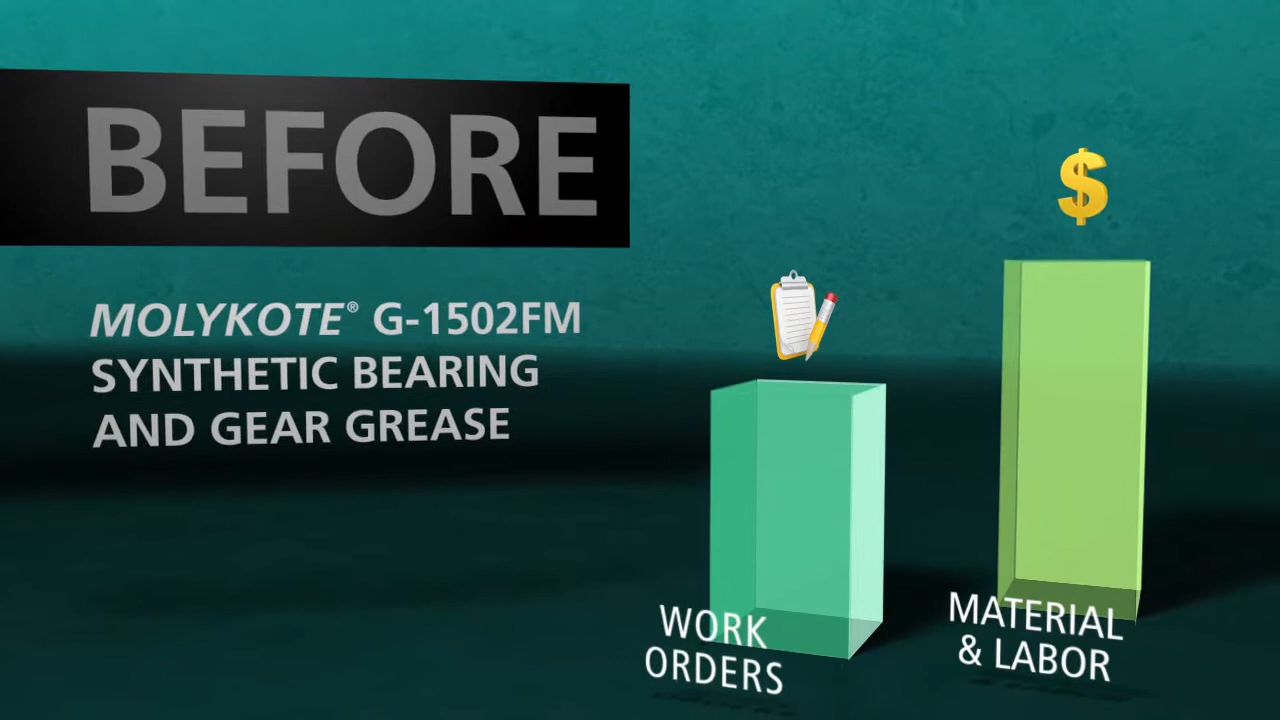 BEFORE
MOLYKOTE® G-1502FM
SYNTHETIC BEARING
AND GEAR GREASE
$
WORK
ORDERS
MATERIAL
& LABOR